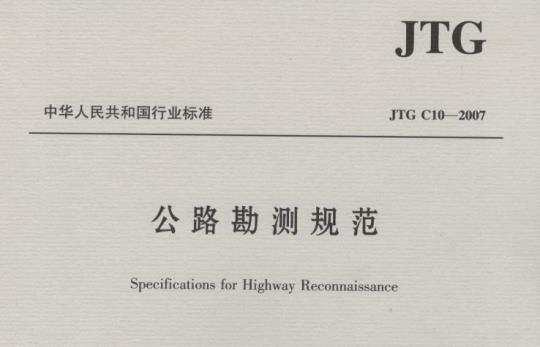 JTG
中华人民共和国行业标准 JTG C10—2007
公路勘测规范
Specifications for Highway Reconnaissance